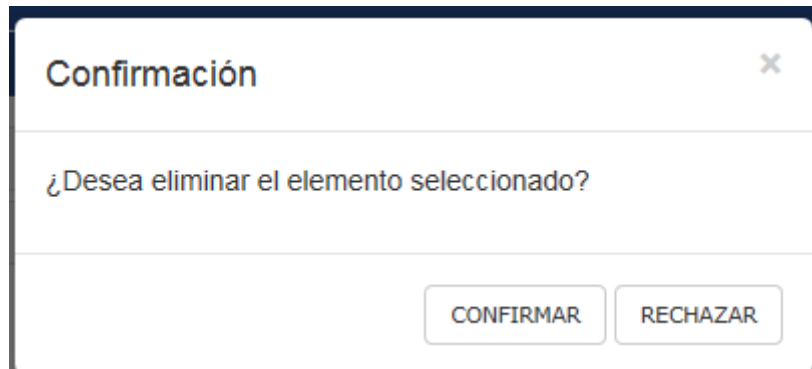 Confirmación
¿Desea eliminar el elemento seleccionado?
CONFIRMAR RECHAZAR